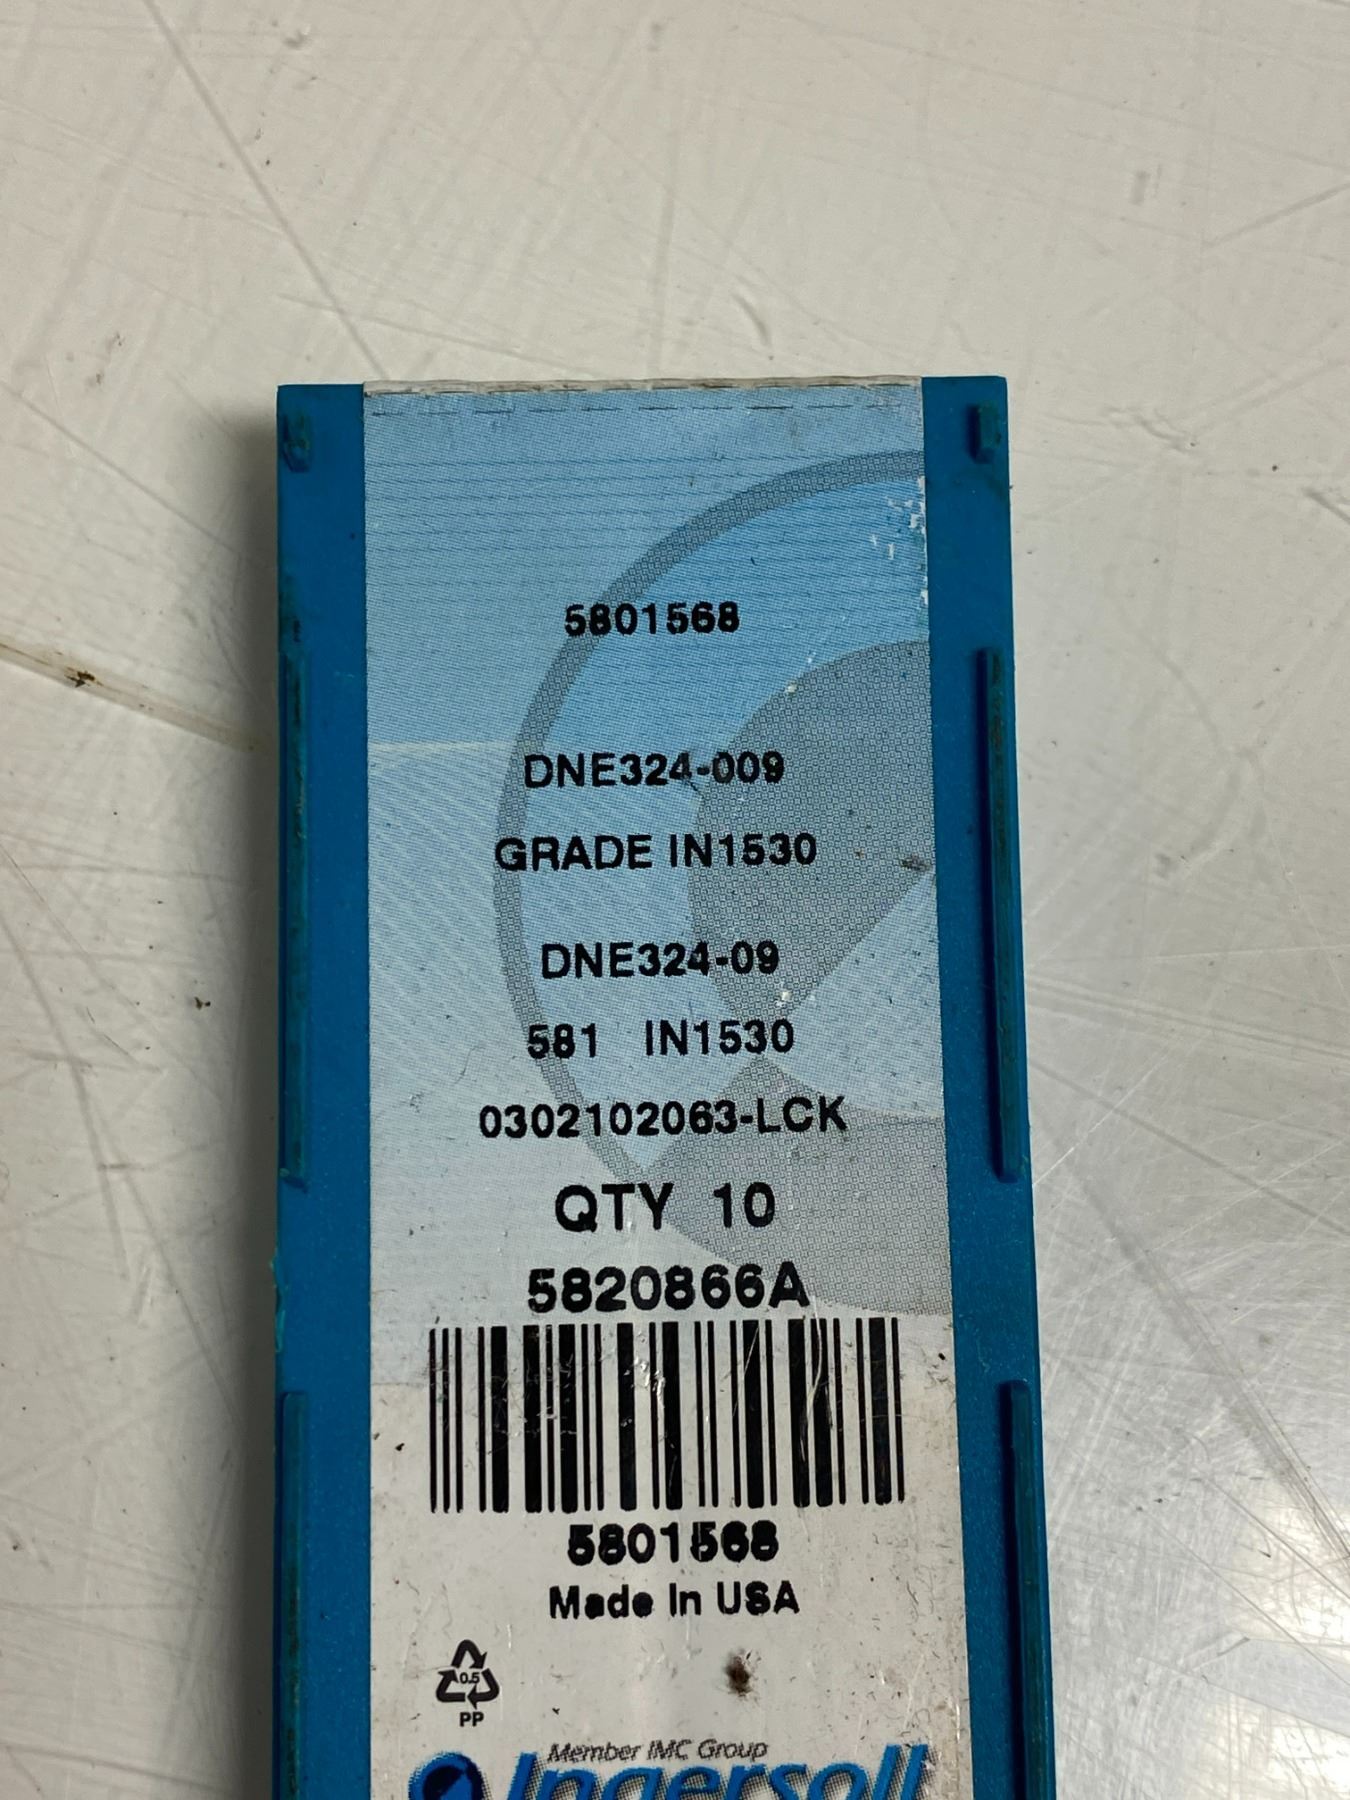 5801568
DNE324-009
GRADE IN1530
DNE324-09
581 IN1530
0302102063-LCK
QTY 10
5820866A
5801568
Made In USA
0.5
PP
Member IMC Group
Ingersoll